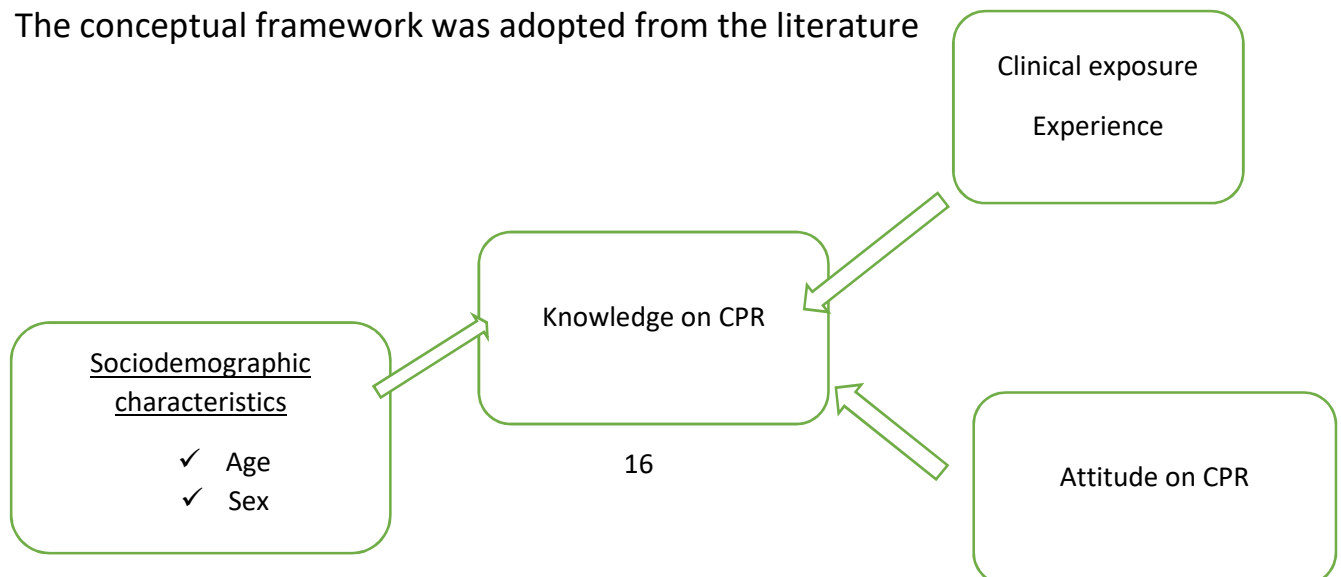 The conceptual framework was adopted from the literature
Clinical exposure
Experience
Knowledge on CPR
Sociodemographic
characteristics
✓ Age
✓ Sex
16
Attitude on CPR